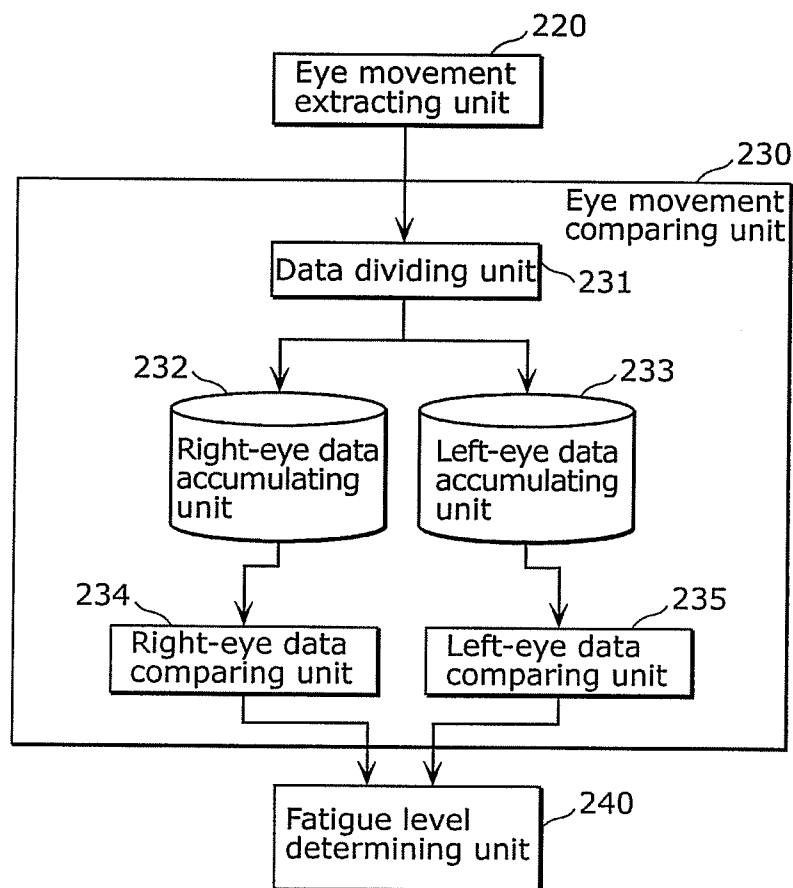 220
Eye movement
extracting unit
230
Eye movement
comparing unit
Data dividing unit
231
232
233
Right-eye data
accumulating
unit
Left-eye data
accumulating
unit
234
235
Right-eye data
comparing unit
Left-eye data
comparing unit
240
Fatigue level
determining unit